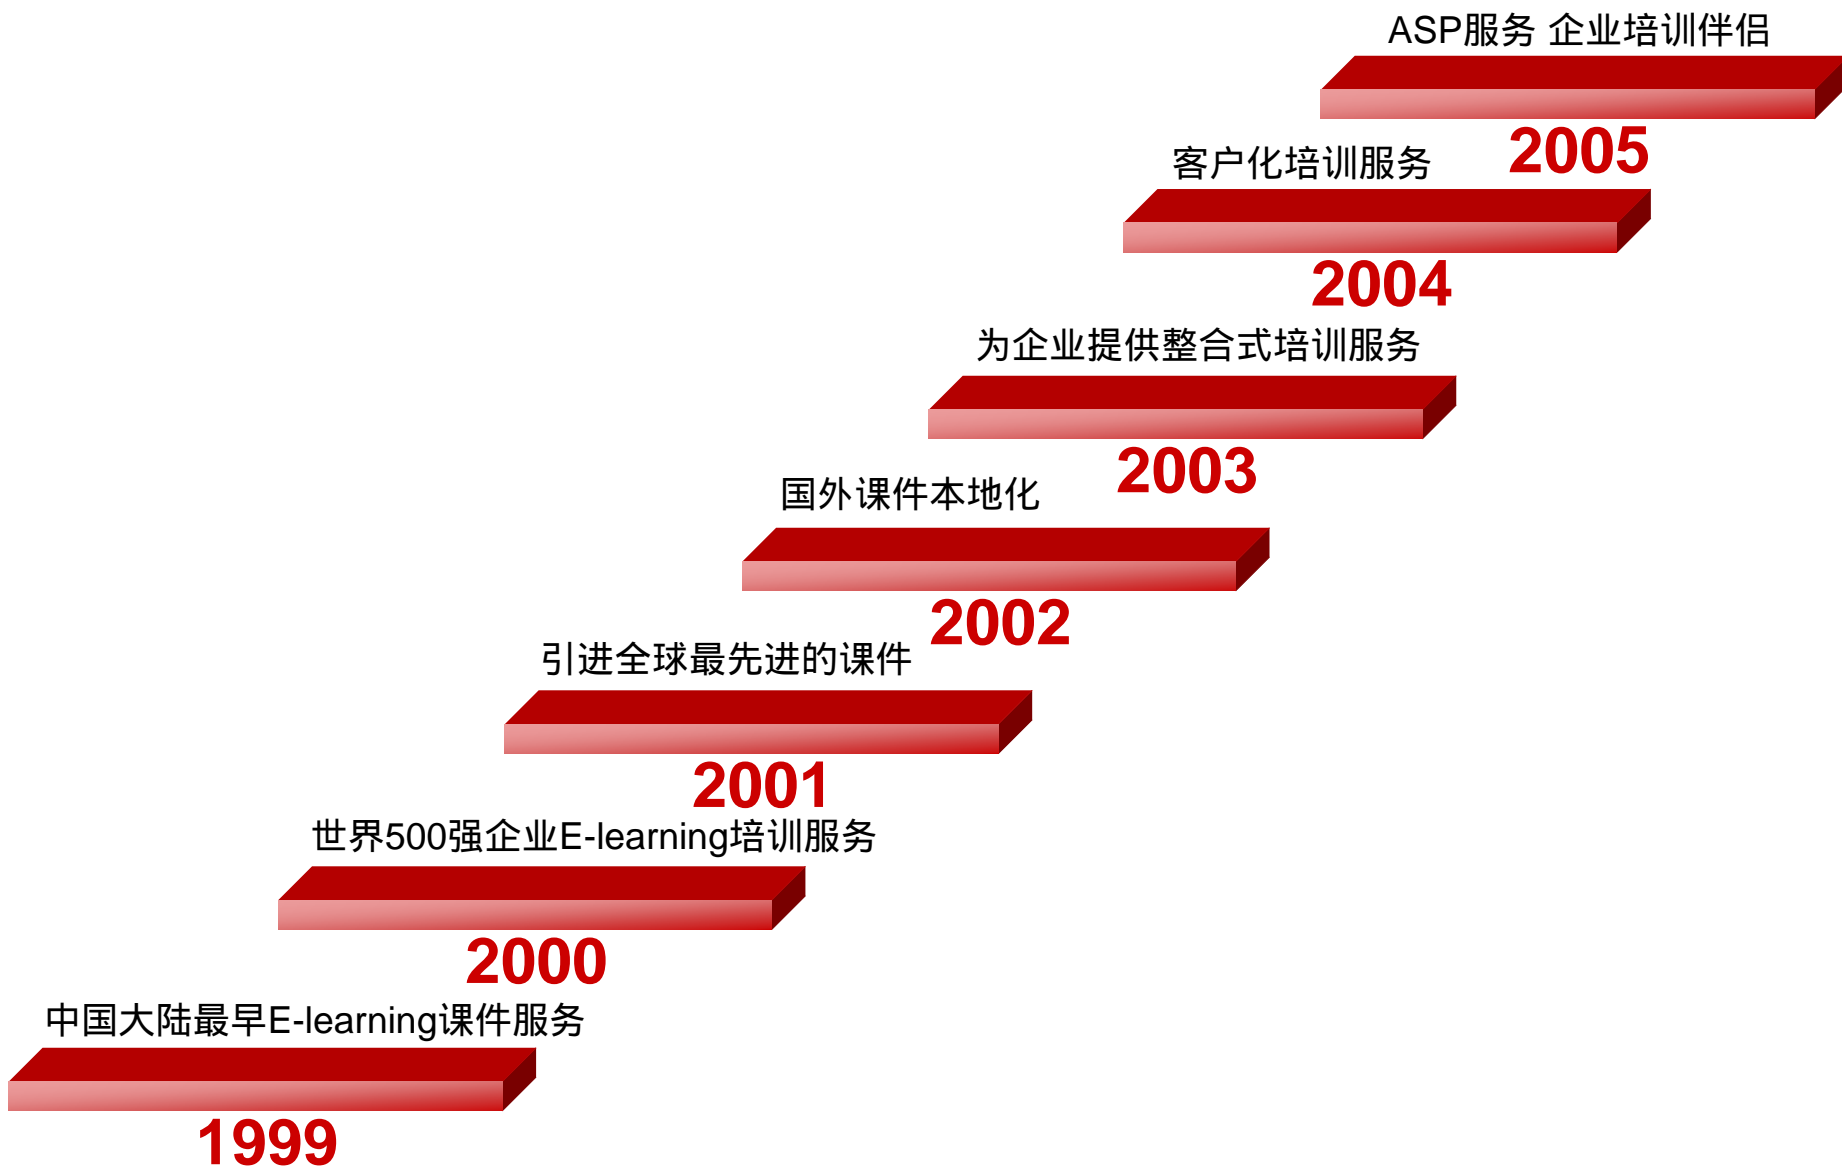 ASP服务 企业培训伴侣
2005
客户化培训服务
2004
为企业提供整合式培训服务
2003
国外课件本地化
2002
引进全球最先进的课件
2001
世界500强企业E-learning培训服务
2000
中国大陆最早E-learning课件服务
1999